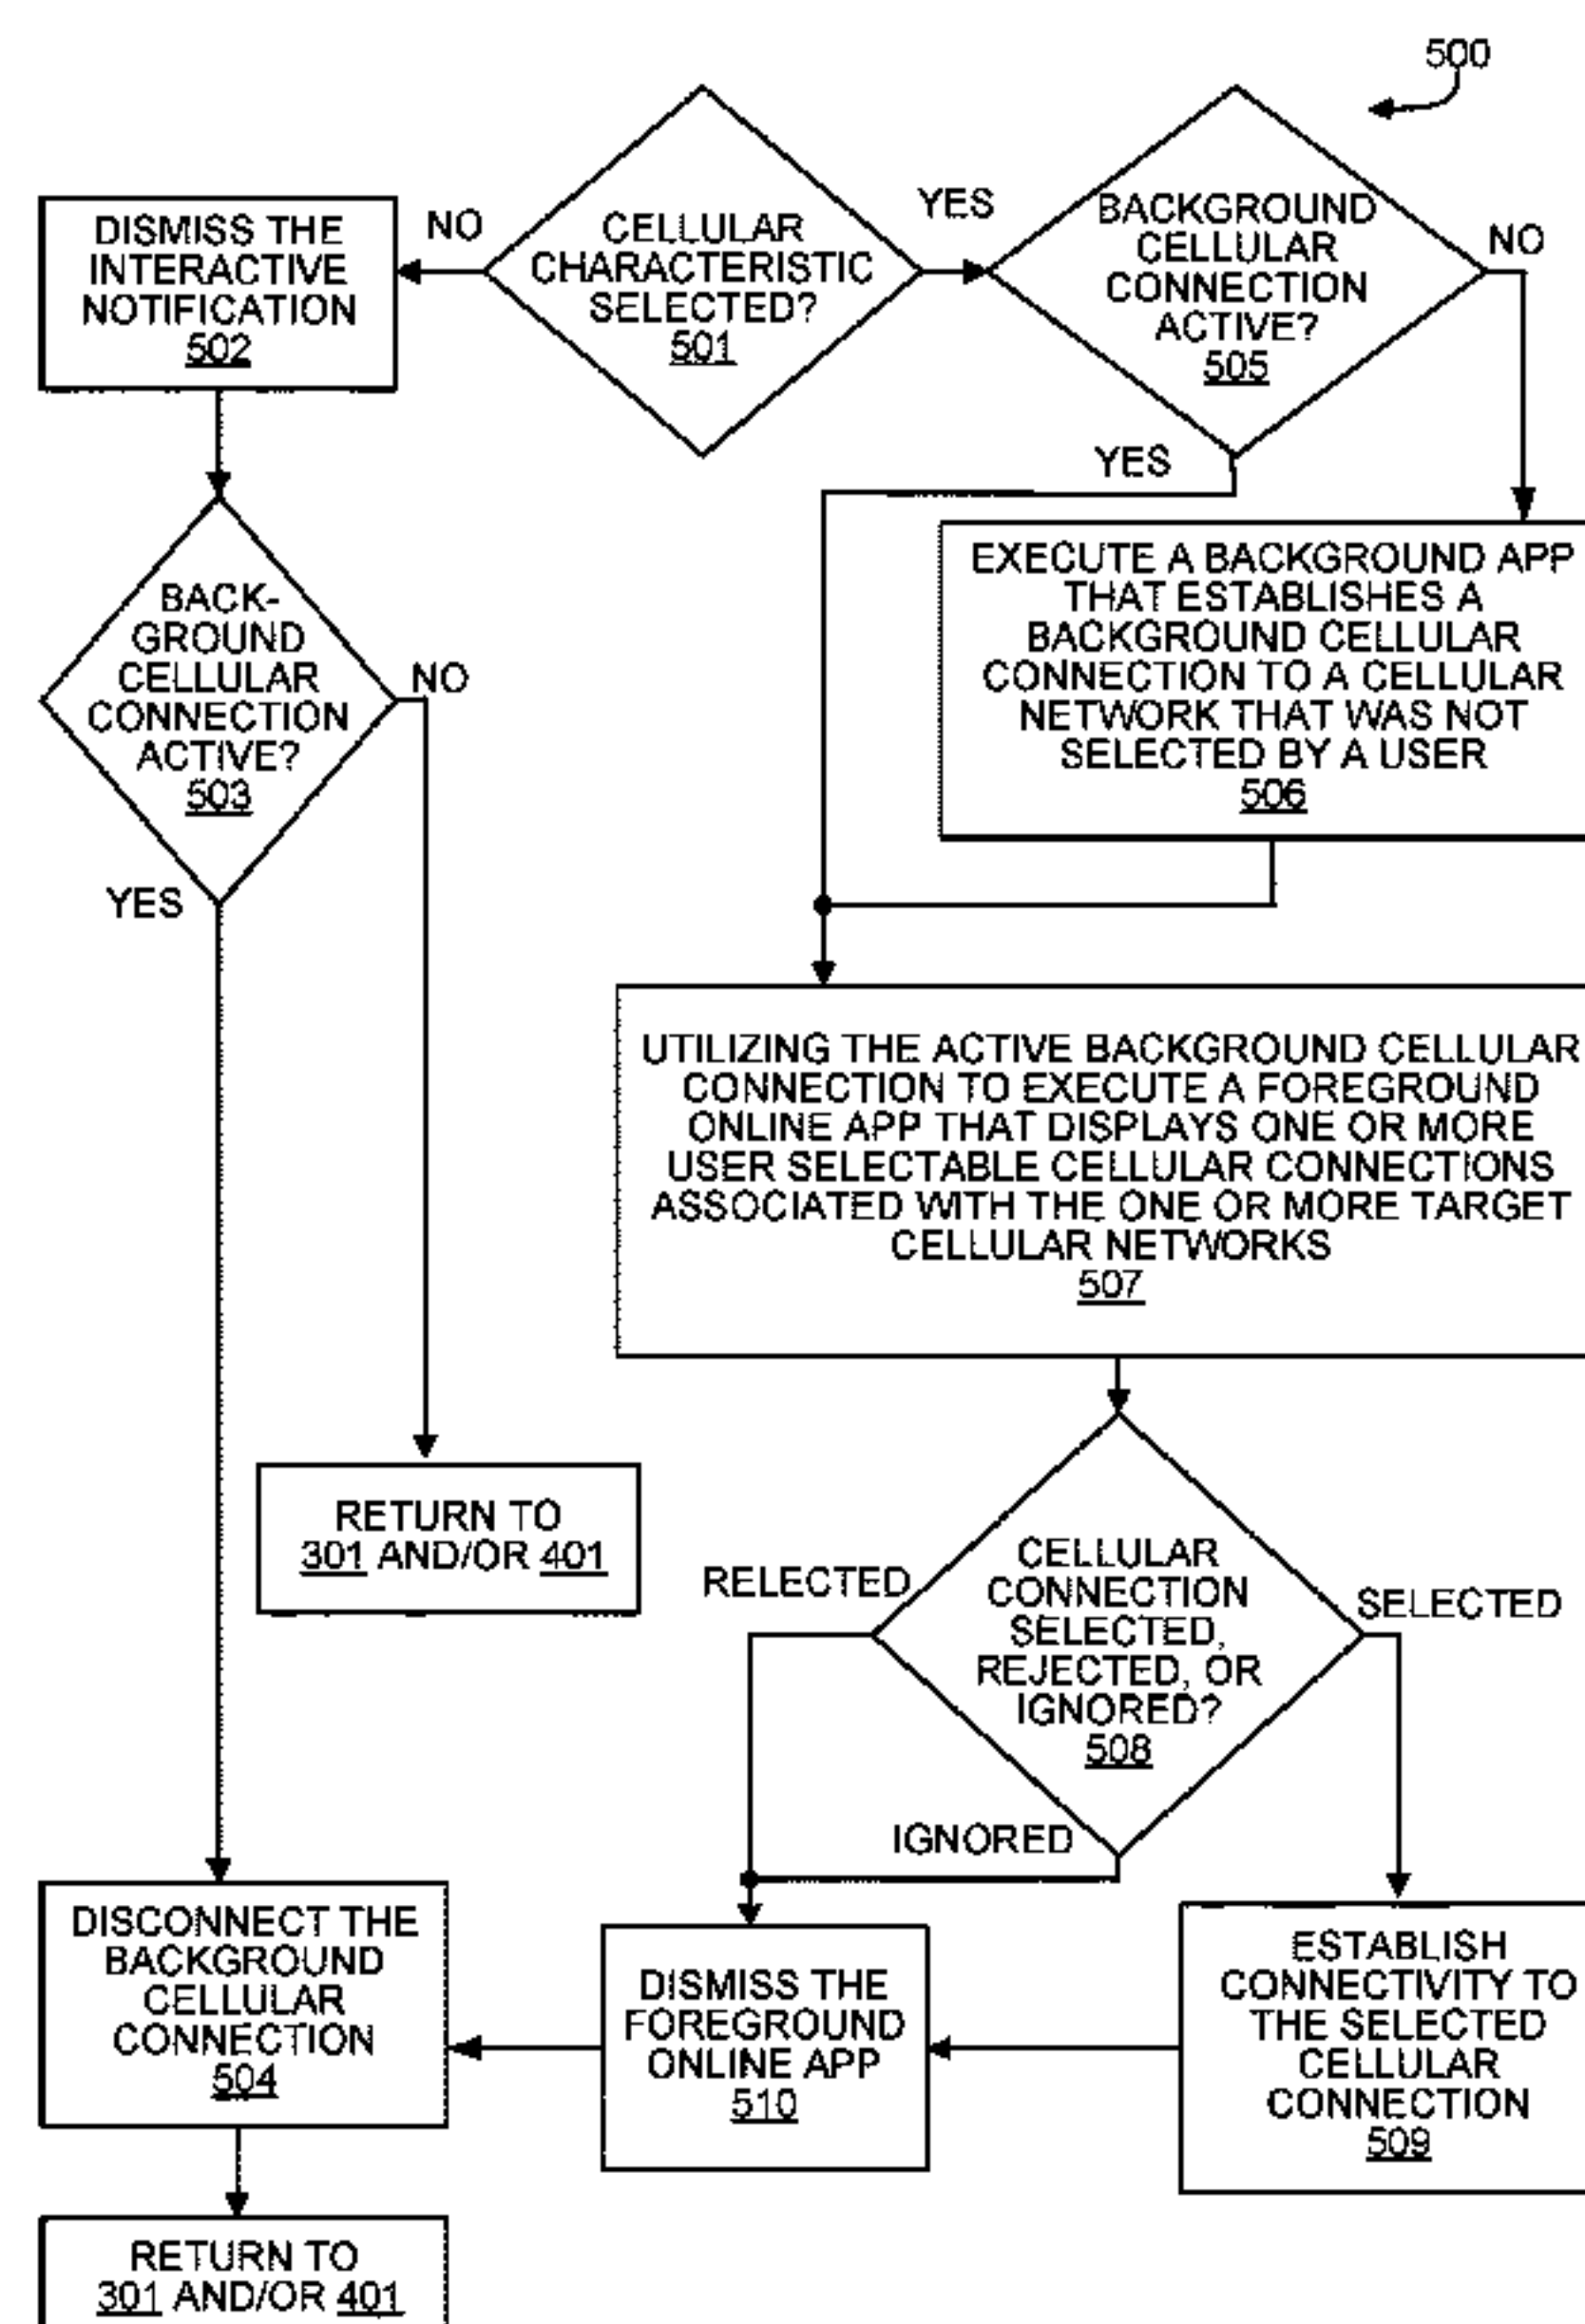 500
DISMISS THE
INTERACTIVE
NOTIFICATION
502
NO
CELLULAR
CHARACTERISTIC
SELECTED?
501
YES
BACKGROUND
CELLULAR
CONNECTION
ACTIVE?
505
NO
YES
EXECUTE A BACKGROUND APP
THAT ESTABLISHES A
BACKGROUND CELLULAR
CONNECTION TO A CELLULAR
NETWORK THAT WAS NOT
SELECTED BY A USER
506
BACK-
GROUND
CELLULAR
CONNECTION
ACTIVE?
503
NO
YES
UTILIZING THE ACTIVE BACKGROUND CELLULAR
CONNECTION TO EXECUTE A FOREGROUND
ONLINE APP THAT DISPLAYS ONE OR MORE
USER SELECTABLE CELLULAR CONNECTIONS
ASSOCIATED WITH THE ONE OR MORE TARGET
CELLULAR NETWORKS
507
RETURN TO
301 AND/OR 401
RELECTED
CELLULAR
CONNECTION
SELECTED,
REJECTED, OR
IGNORED?
508
SELECTED
IGNORED
DISCONNECT THE
BACKGROUND
CELLULAR
CONNECTION
504
DISMISS THE
FOREGROUND
ONLINE APP
510
ESTABLISH
CONNECTIVITY TO
THE SELECTED
CELLULAR
CONNECTION
509
RETURN TO
301 AND/OR 401